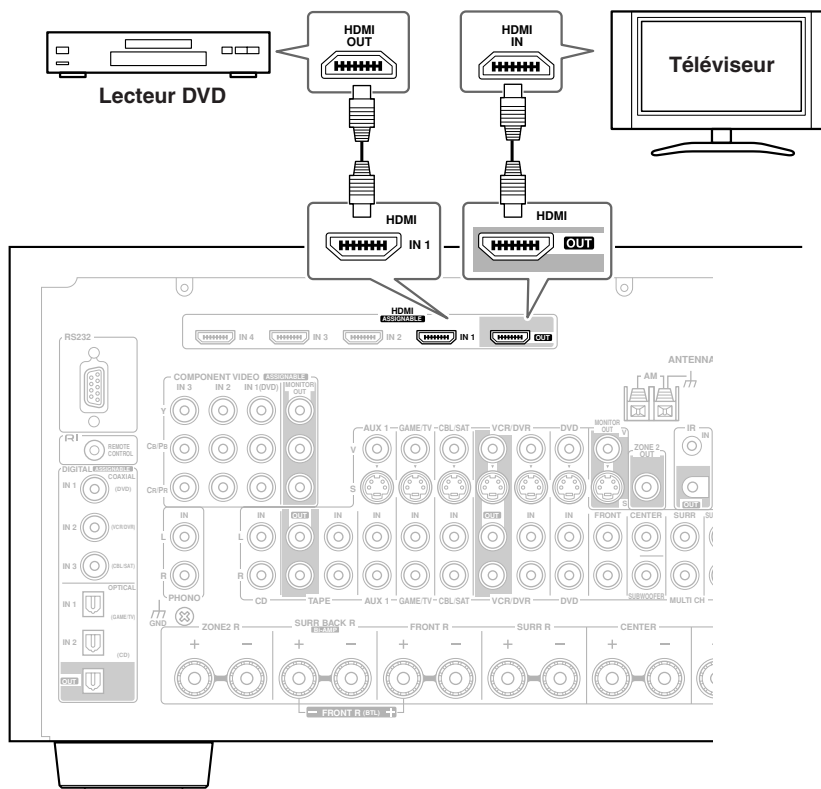 HDMI
OUT
HDMI
IN
Lecteur DVD
Téléviseur
HDMI
IN 1
HDMI
OUT
HDMI
ASSIGNABLE
IN 4
IN 3
IN 2
IN 1
OUT
RS232
ANTENNA
AM
COMPONENT VIDEO ASSIGNABLE
IN 3
IN 2
IN 1(DVD)
MONITOR
OUT
Y
CB/PB
CR/PR
RI
REMOTE
CONTROL
AUX 1
GAME/TV
CBL/SAT
VCR/DVR
DVD
MONITOR
OUT
V
S
V
S
ZONE 2
OUT
IR
IN
OUT
DIGITAL ASSIGNABLE
COAXIAL
IN 1
(DVD)
IN 2
(VCR/DVR)
IN 3
(CBL/SAT)
OPTICAL
IN 1
(GAME/TV)
IN 2
(CD)
OUT
IN
L
R
PHONO
GND
IN
OUT
IN
IN
IN
IN
OUT
IN
IN
FRONT
CENTER
SURR
L
R
CD
TAPE
AUX 1
GAME/TV
CBL/SAT
VCR/DVR
DVD
SUBWOOFER
MULTI CH
ZONE2 R
SURR BACK R
BI-AMP
FRONT R
SURR R
CENTER
+ − + − + − + − + −
− FRONT R (BTL) +